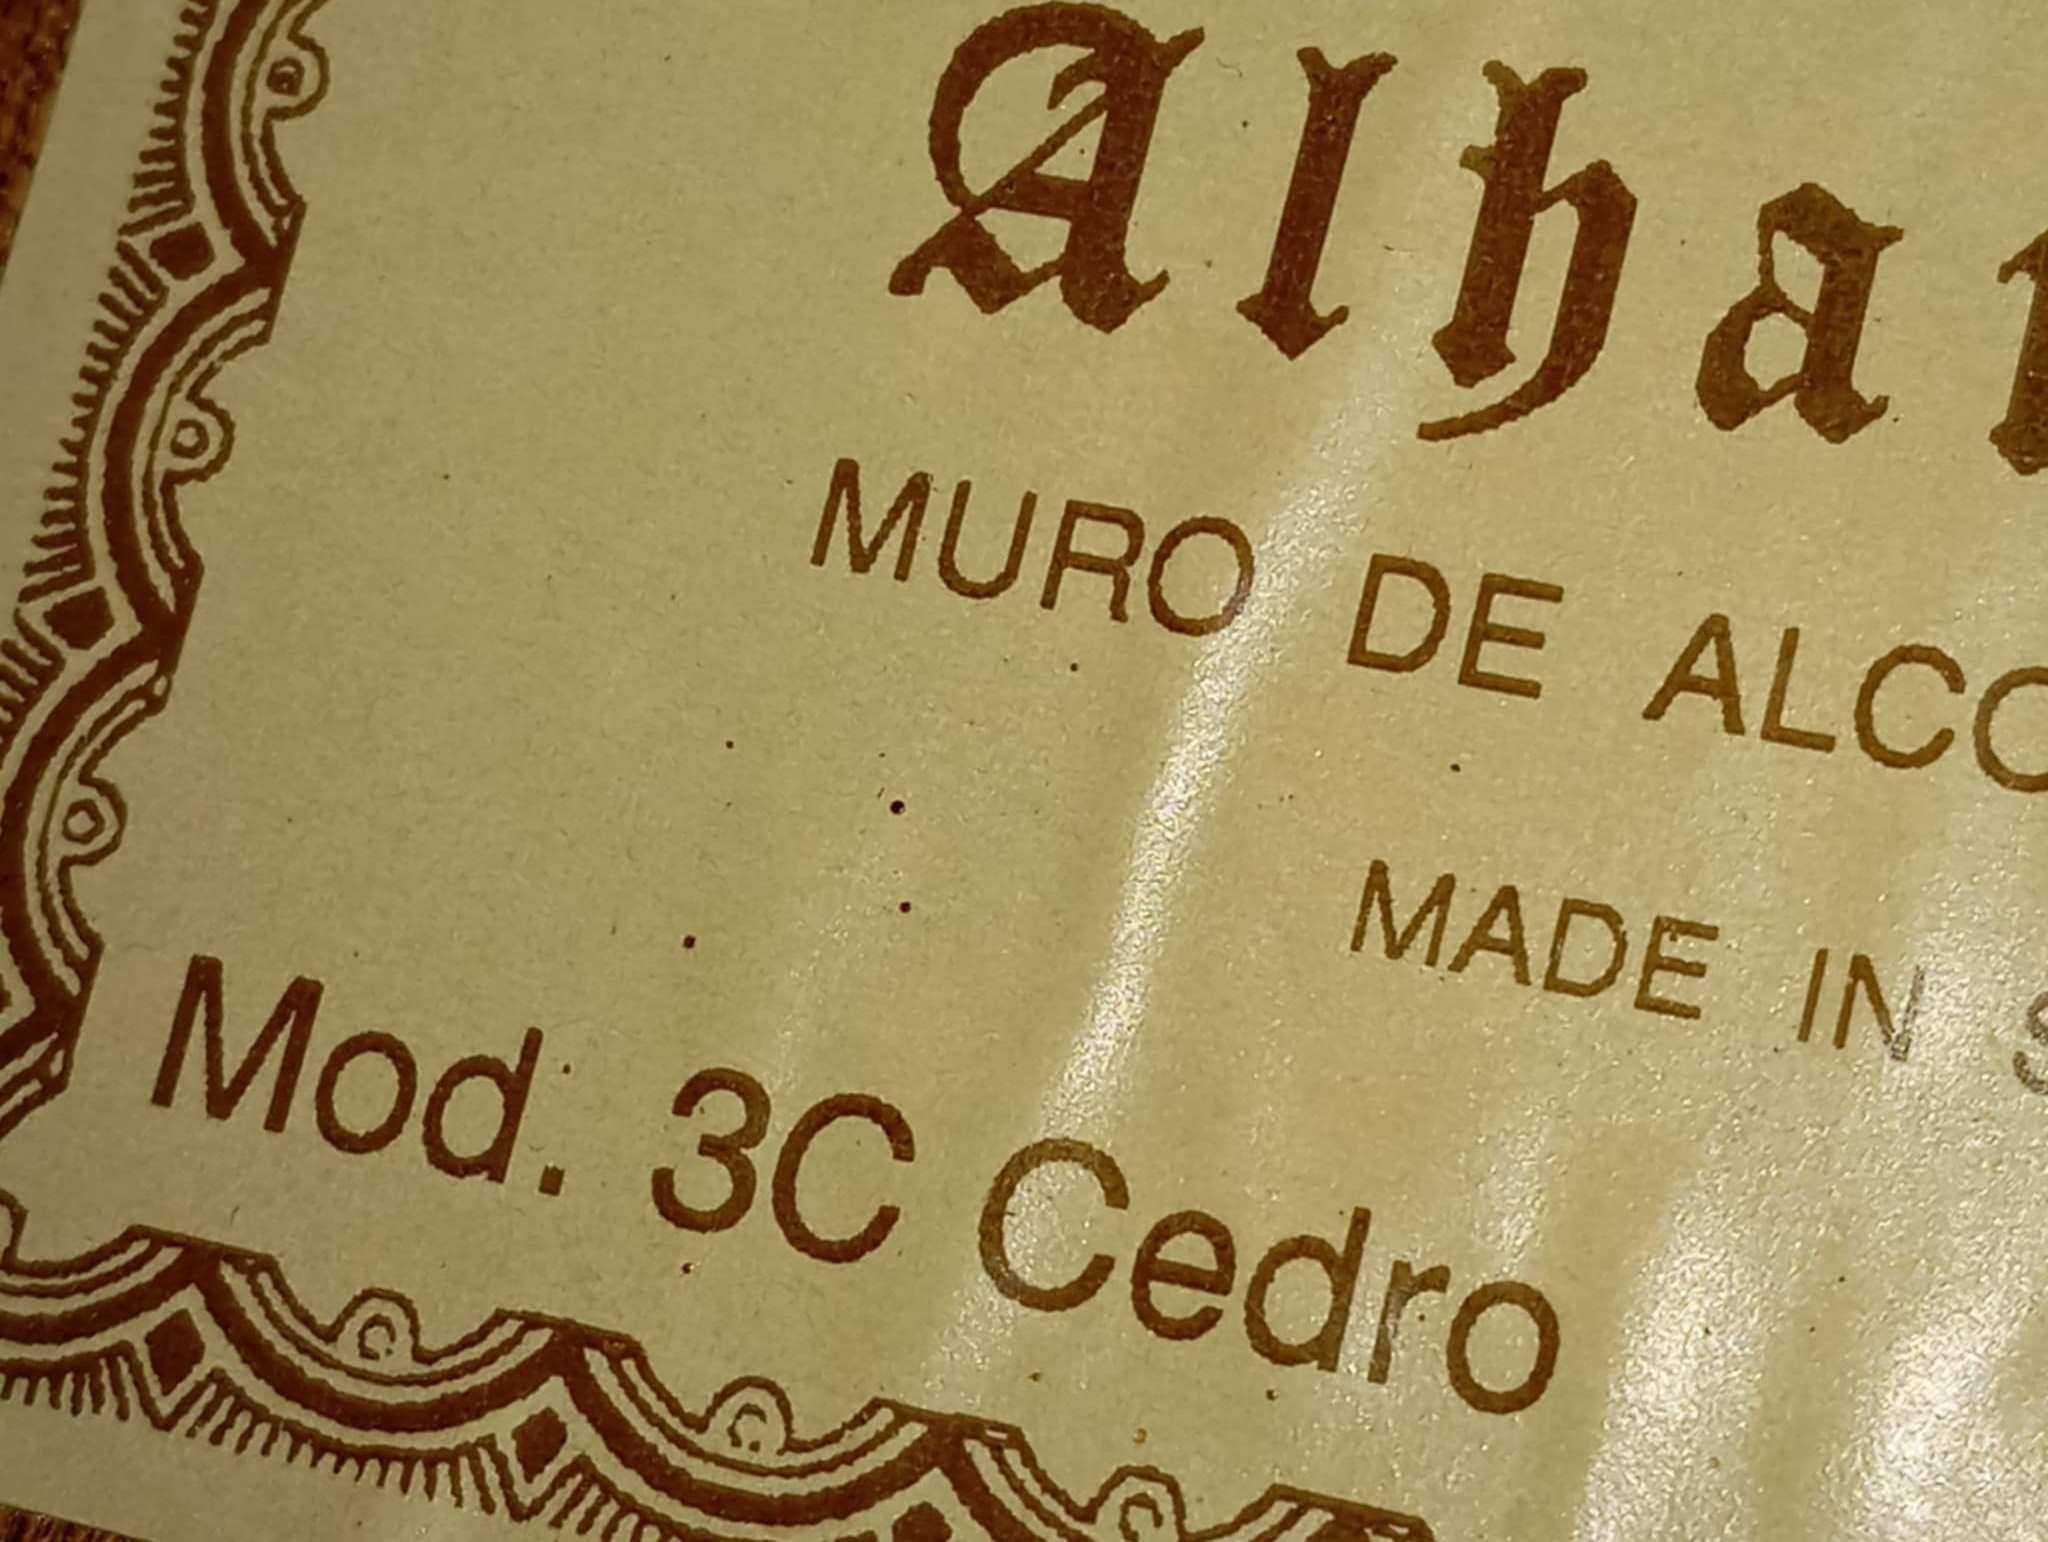 Alha
MURO DE ALCO
MADE IN S
Mod. 3C Cedro